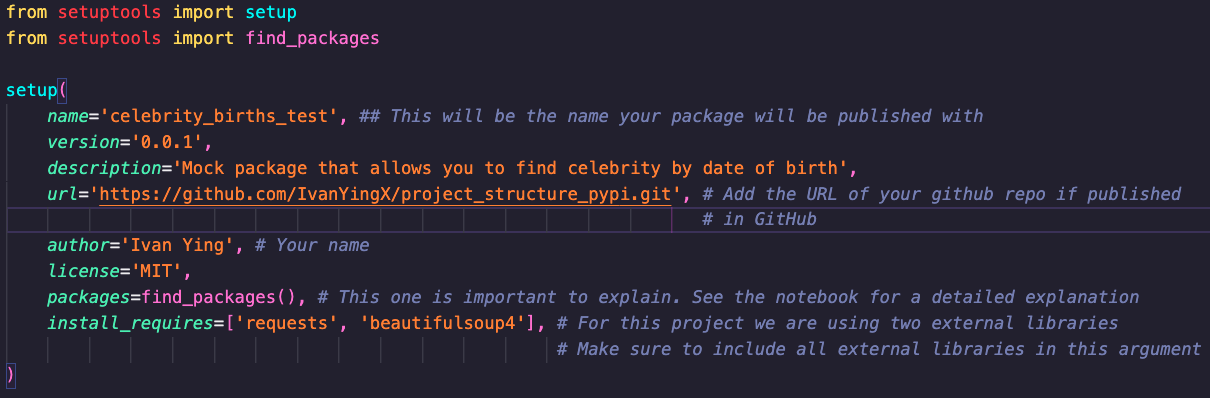 from setuptools import setup
from setuptools import find_packages
setup(
name='celebrity_births_test', ## This will be the name your package will be published with
version='0.0.1',
description='Mock package that allows you to find celebrity by date of birth',
url='https://github.com/IvanYingX/project_structure_pypi.git', # Add the URL of your github repo if published
# in GitHub
author='Ivan Ying', # Your name
license='MIT',
packages=find_packages(), # This one is important to explain. See the notebook for a detailed explanation
install_requires=['requests', 'beautifulsoup4'], # For this project we are using two external libraries
# Make sure to include all external libraries in this argument
)